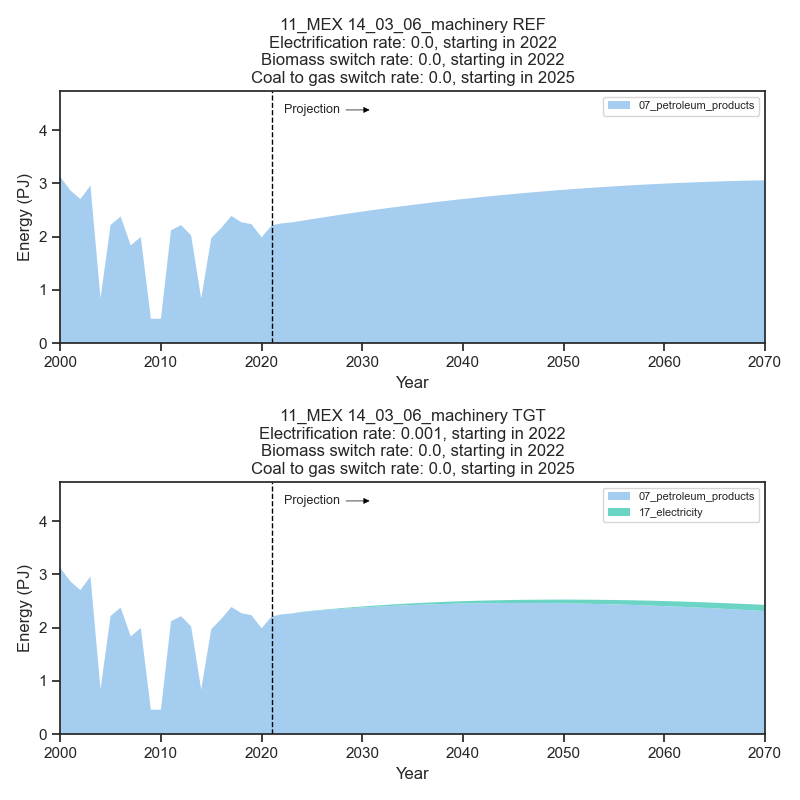 11_MEX 14_03_06_machinery REF
Electrification rate: 0.0, starting in 2022
Biomass switch rate: 0.0, starting in 2022
Coal to gas switch rate: 0.0, starting in 2025
Projection
07_petroleum_products
Energy (PJ)
4
3
2
1
0
2000 2010 2020 2030 2040 2050 2060 2070
Year
11_MEX 14_03_06_machinery TGT
Electrification rate: 0.001, starting in 2022
Biomass switch rate: 0.0, starting in 2022
Coal to gas switch rate: 0.0, starting in 2025
Projection
07_petroleum_products
17_electricity
Energy (PJ)
4
3
2
1
0
2000 2010 2020 2030 2040 2050 2060 2070
Year